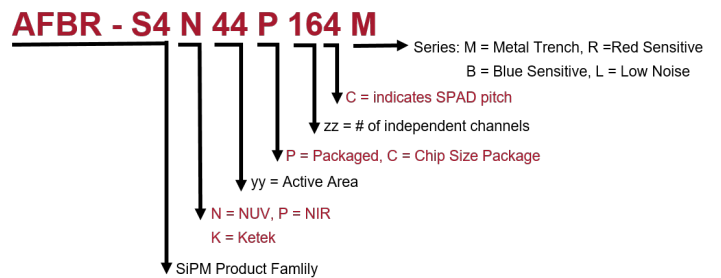 AFBR - S4 N 44 P 164 M
Series: M = Metal Trench, R =Red Sensitive
B = Blue Sensitive, L = Low Noise
C = indicates SPAD pitch
zz = # of independent channels
P = Packaged, C = Chip Size Package
yy = Active Area
N = NUV, P = NIR
K = Ketek
SiPM Product Famlily